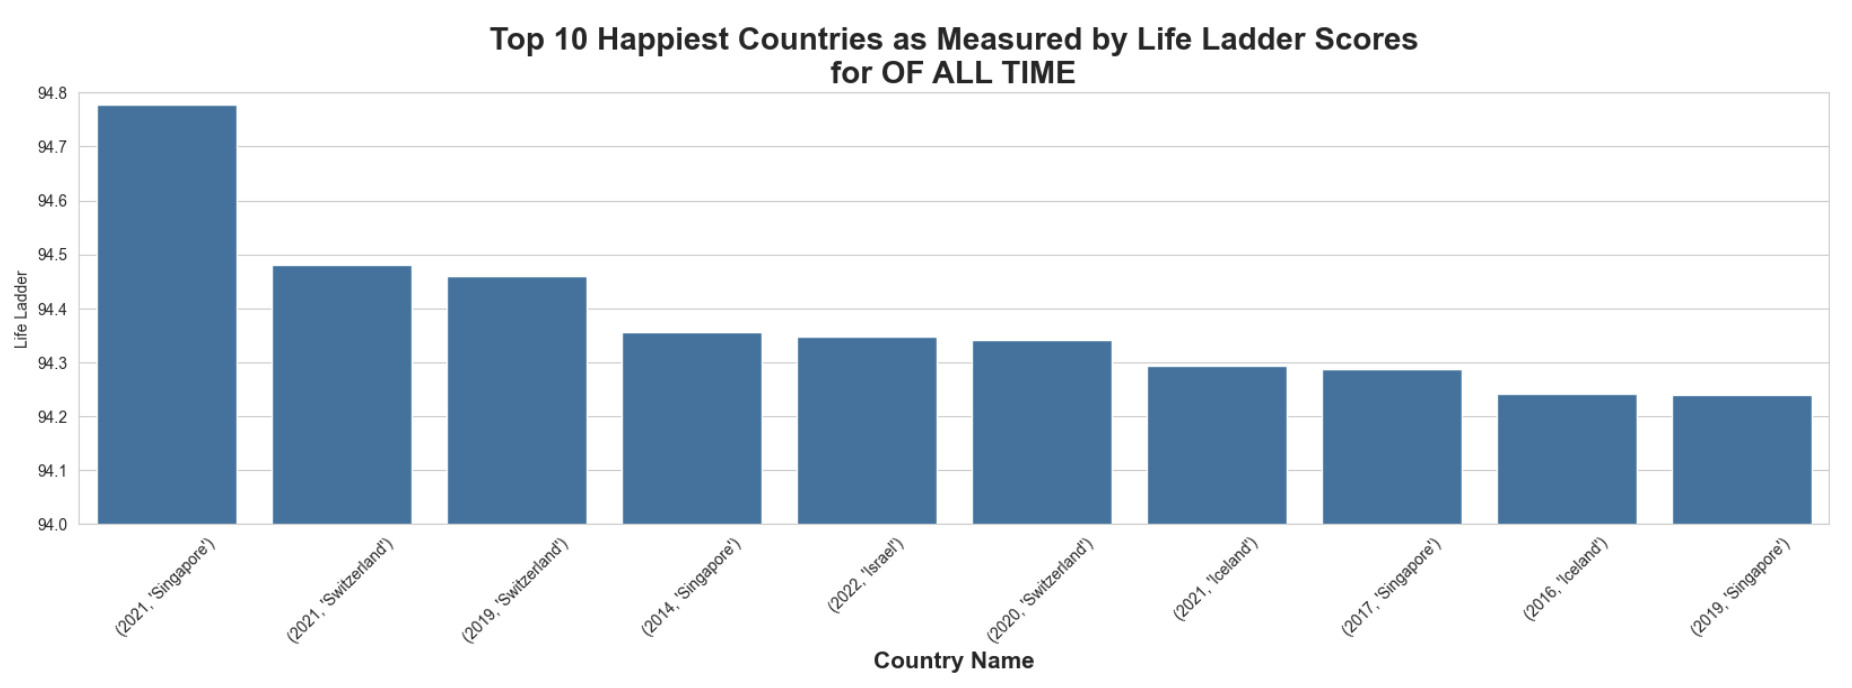 Top 10 Happiest Countries as Measured by Life Ladder Scores
for OF ALL TIME
94.8
94.7
94.6
94.5
94.4
94.3
94.2
94.1
94.0
Life Ladder
(2021, 'Singapore')
(2021, 'Switzerland')
(2019, 'Switzerland')
(2014, 'Singapore')
(2022, 'Israel')
(2020, 'Switzerland')
(2021, 'Iceland')
(2017, 'Singapore')
(2016, 'Iceland')
(2019, 'Singapore')
Country Name